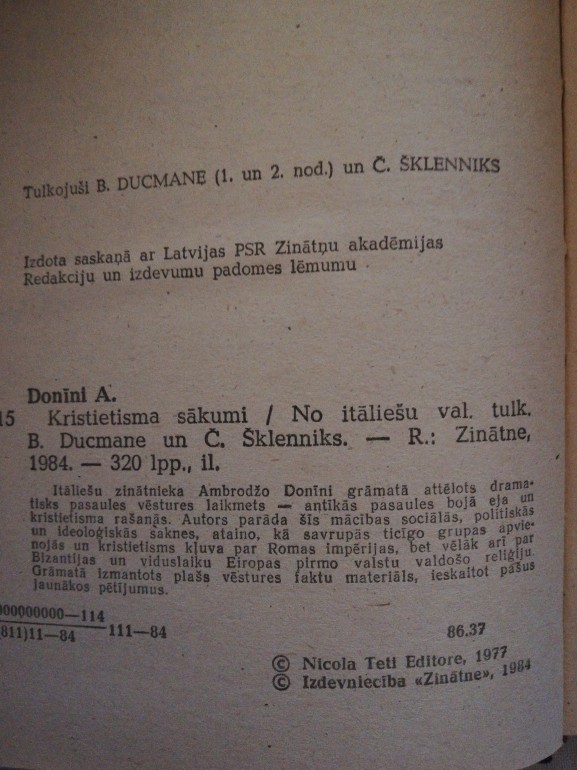 Tulkojuši B. DUCMANE (1. un 2. nod.) un Č. ŠKLENNIKS
Izdota saskaņā ar Latvijas PSR Zinātņu akadēmijas
Redakciju un izdevumu padomes lēmumu
Donīni A.
15 Kristietisma sākumi / No itāliešu val. tulk.
B. Ducmane un Č. Šklenniks. — R.: Zinātne,
1984. — 320 lpp., il.
Itāliešu zinātnieka Ambrodžo Donīni grāmatā attēlots drama-
tisks pasaules vēstures laikmets — antīkās pasaules bojā eja un
kristietisma rašanās. Autors parāda šīs mācības sociālās, politiskās
un ideoloģiskās saknes, ataino, kā savrupās ticīgo grupas apvie-
nojās un kristietisms kļuva par Romas impērijas, bet vēlāk arī par
Bizantijas un viduslaiku Eiropas pirmo valstu valdošo reliģiju.
Grāmatā izmantots plašs vēstures faktu materiāls, ieskaitot pašus
jaunākos pētījumus.
000000000—114
811)11—84 111—84 86.37
© Nicola Teti Editore, 1977
© Izdevniecība «Zinātne», 1984